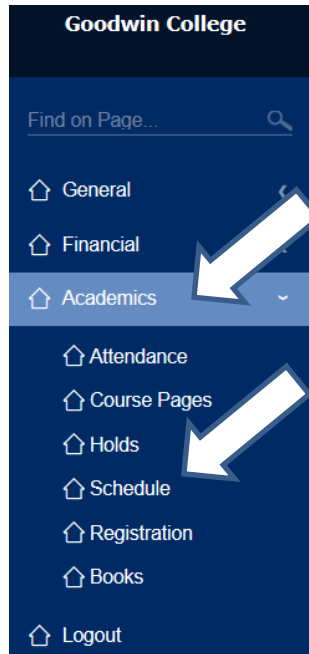 Goodwin College
Find on Page...
General
Financial
Academics
Attendance
Course Pages
Holds
Schedule
Registration
Books
Logout